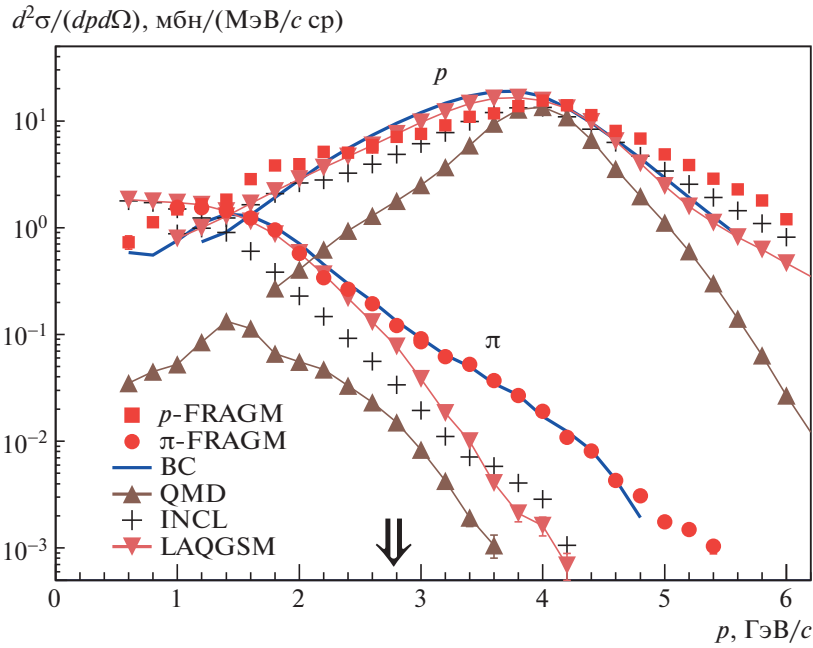 d²σ/(dpdΩ), мбн/(МэВ/c ср)
p
10¹
10⁰
10⁻¹
π
10⁻²
p-FRAGM
π-FRAGM
BC
QMD
INCL
LAQGSM
10⁻³
0 1 2 3 4 5 6
p, ГэВ/c